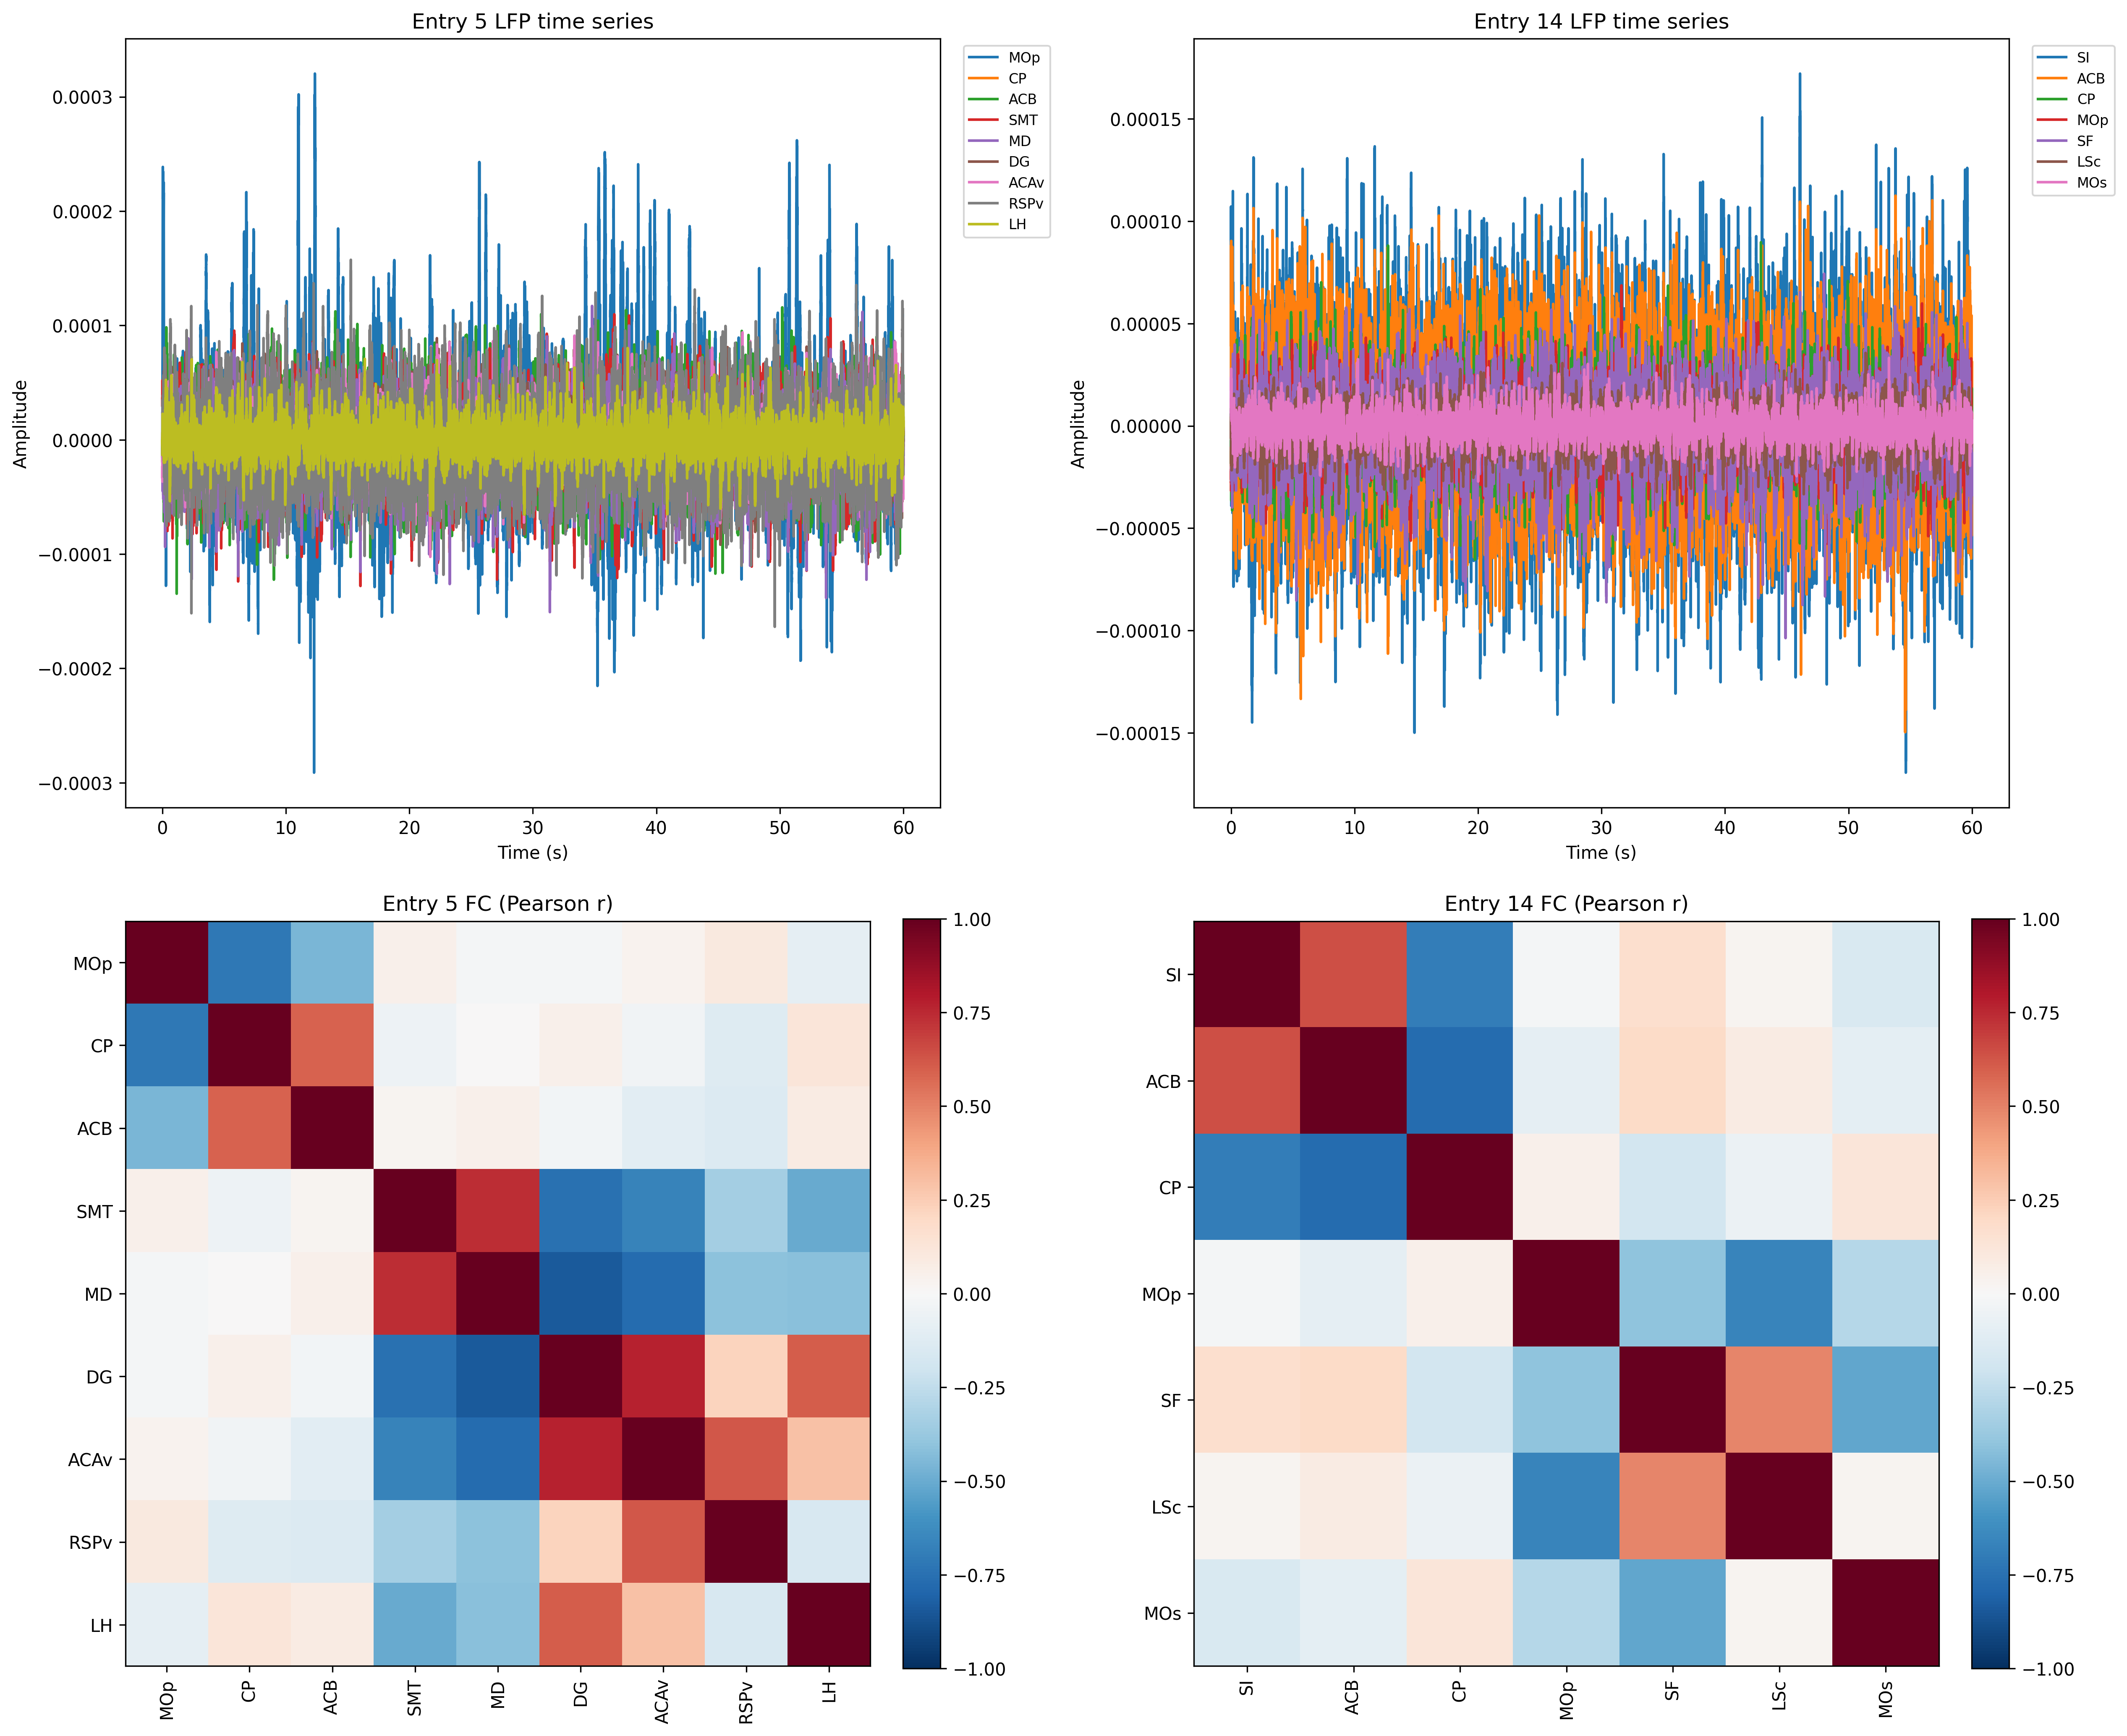 Entry 5 LFP time series
0.0003
0.0002
0.0001
0.0000
−0.0001
−0.0002
−0.0003
Amplitude
0 10 20 30 40 50 60
Time (s)
MOp
CP
ACB
SMT
MD
DG
ACAv
RSPv
LH
Entry 14 LFP time series
0.00015
0.00010
0.00005
0.00000
−0.00005
−0.00010
−0.00015
Amplitude
0 10 20 30 40 50 60
Time (s)
SI
ACB
CP
MOp
SF
LSc
MOs
Entry 5 FC (Pearson r)
MOp
CP
ACB
SMT
MD
DG
ACAv
RSPv
LH
MOp CP ACB SMT MD DG ACAv RSPv LH
1.00
0.75
0.50
0.25
0.00
−0.25
−0.50
−0.75
−1.00
Entry 14 FC (Pearson r)
SI
ACB
CP
MOp
SF
LSc
MOs
SI ACB CP MOp SF LSc MOs
1.00
0.75
0.50
0.25
0.00
−0.25
−0.50
−0.75
−1.00